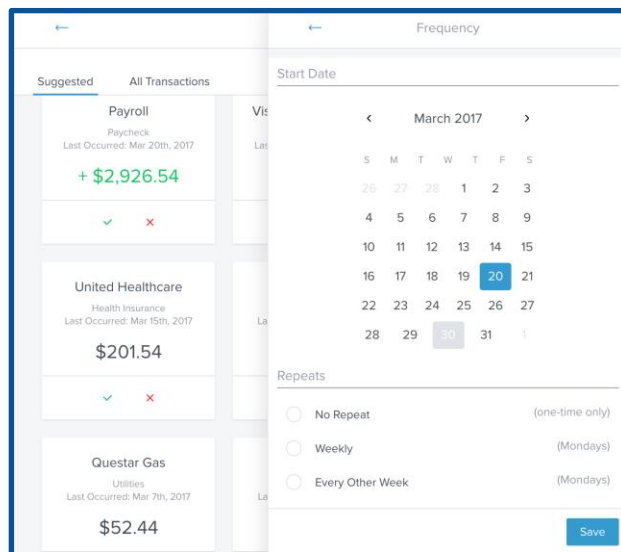 ←
Suggested All Transactions
Payroll
Paycheck
Last Occurred: Mar 20th, 2017
+ $2,926.54
✓ ×
United Healthcare
Health Insurance
Last Occurred: Mar 15th, 2017
$201.54
✓ ×
Questar Gas
Utilities
Last Occurred: Mar 7th, 2017
$52.44
← Frequency
Start Date
‹ March 2017 ›
S M T W T F S
26 27 28 1 2 3
4 5 6 7 8 9
10 11 12 13 14 15
16 17 18 19 20 21
22 23 24 25 26 27
28 29 30 31 1
Repeats
No Repeat (one-time only)
Weekly (Mondays)
Every Other Week (Mondays)
Save